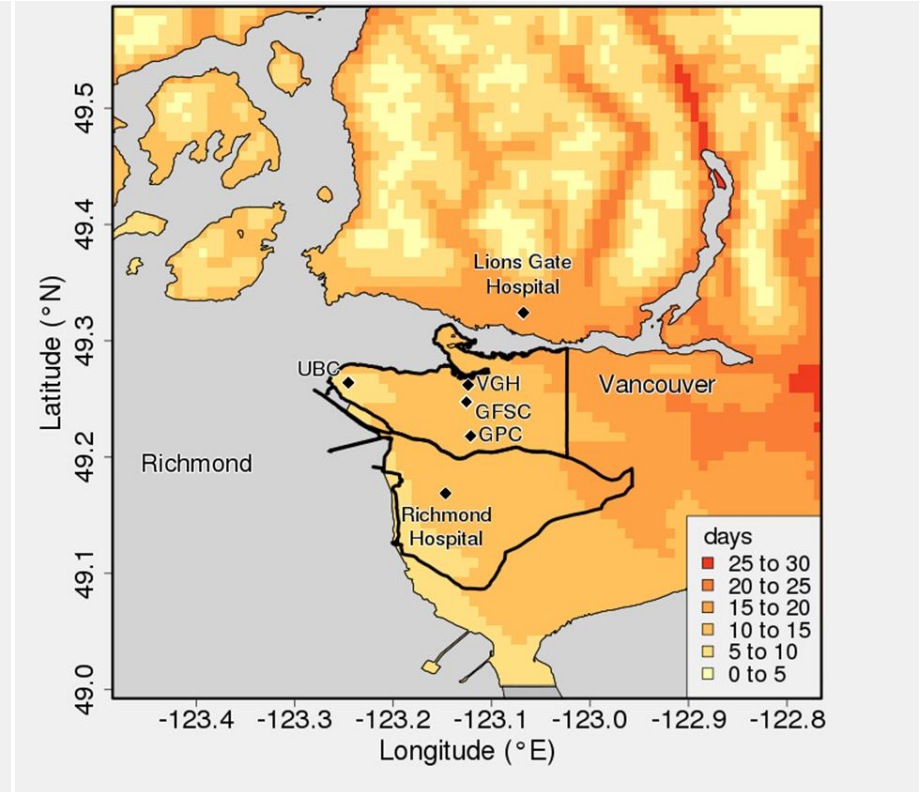 Latitude (°N)
49.5
49.4
49.3
49.2
49.1
49.0
Lions Gate
Hospital
UBC
VGH
GFSC
GPC
Vancouver
Richmond
Richmond
Hospital
days
25 to 30
20 to 25
15 to 20
10 to 15
5 to 10
0 to 5
-123.4 -123.3 -123.2 -123.1 -123.0 -122.9 -122.8
Longitude (°E)